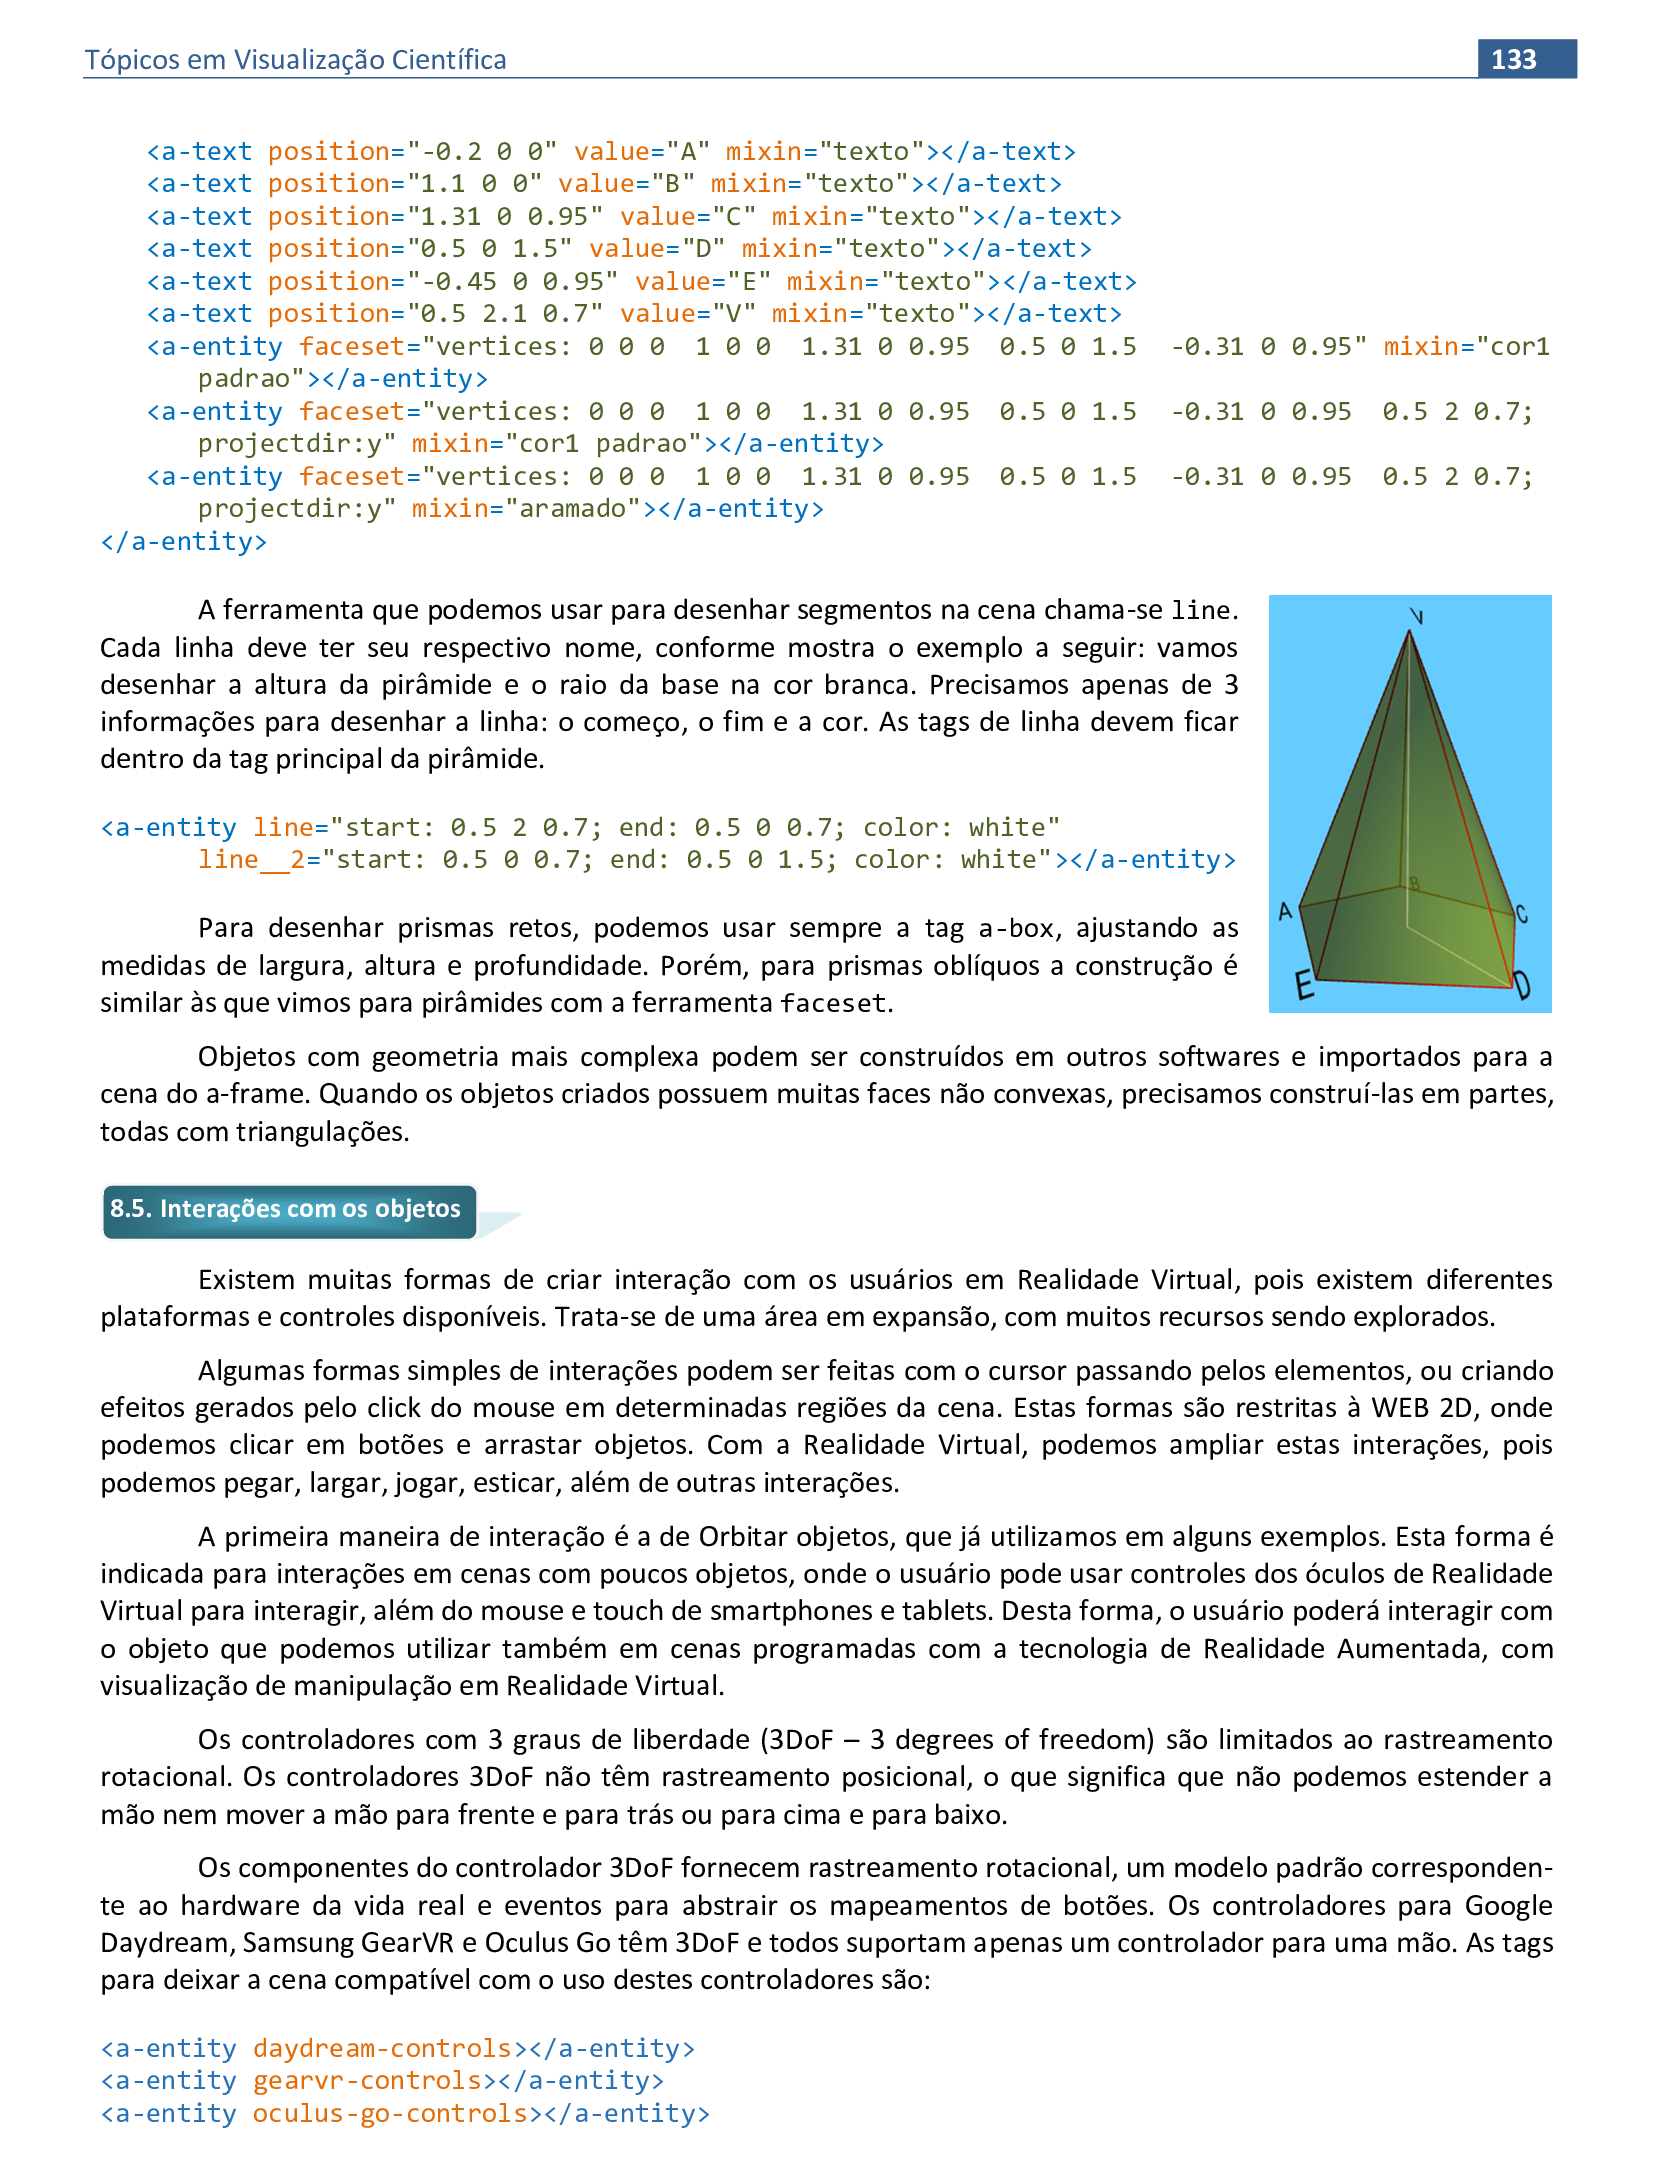 Tópicos em Visualização Científica 133
<a-text position="-0.2 0 0" value="A" mixin="texto"></a-text>
<a-text position="1.1 0 0" value="B" mixin="texto"></a-text>
<a-text position="1.31 0 0.95" value="C" mixin="texto"></a-text>
<a-text position="0.5 0 1.5" value="D" mixin="texto"></a-text>
<a-text position="-0.45 0 0.95" value="E" mixin="texto"></a-text>
<a-text position="0.5 2.1 0.7" value="V" mixin="texto"></a-text>
<a-entity faceset="vertices: 0 0 0  1 0 0  1.31 0 0.95  0.5 0 1.5  -0.31 0 0.95" mixin="cor1
padrao"></a-entity>
<a-entity faceset="vertices: 0 0 0  1 0 0  1.31 0 0.95  0.5 0 1.5  -0.31 0 0.95  0.5 2 0.7;
projectdir:y" mixin="cor1 padrao"></a-entity>
<a-entity faceset="vertices: 0 0 0  1 0 0  1.31 0 0.95  0.5 0 1.5  -0.31 0 0.95  0.5 2 0.7;
projectdir:y" mixin="aramado"></a-entity>
</a-entity>
A ferramenta que podemos usar para desenhar segmentos na cena chama-se line.
Cada linha deve ter seu respectivo nome, conforme mostra o exemplo a seguir: vamos
desenhar a altura da pirâmide e o raio da base na cor branca. Precisamos apenas de 3
informações para desenhar a linha: o começo, o fim e a cor. As tags de linha devem ficar
dentro da tag principal da pirâmide.
<a-entity line="start: 0.5 2 0.7; end: 0.5 0 0.7; color: white"
line__2="start: 0.5 0 0.7; end: 0.5 0 1.5; color: white"></a-entity>
Para desenhar prismas retos, podemos usar sempre a tag a-box, ajustando as
medidas de largura, altura e profundidade. Porém, para prismas oblíquos a construção é
similar às que vimos para pirâmides com a ferramenta faceset.
V
B
A
C
E
D
Objetos com geometria mais complexa podem ser construídos em outros softwares e importados para a
cena do a-frame. Quando os objetos criados possuem muitas faces não convexas, precisamos construí-las em partes,
todas com triangulações.
8.5. Interações com os objetos
Existem muitas formas de criar interação com os usuários em Realidade Virtual, pois existem diferentes
plataformas e controles disponíveis. Trata-se de uma área em expansão, com muitos recursos sendo explorados.
Algumas formas simples de interações podem ser feitas com o cursor passando pelos elementos, ou criando
efeitos gerados pelo click do mouse em determinadas regiões da cena. Estas formas são restritas à WEB 2D, onde
podemos clicar em botões e arrastar objetos. Com a Realidade Virtual, podemos ampliar estas interações, pois
podemos pegar, largar, jogar, esticar, além de outras interações.
A primeira maneira de interação é a de Orbitar objetos, que já utilizamos em alguns exemplos. Esta forma é
indicada para interações em cenas com poucos objetos, onde o usuário pode usar controles dos óculos de Realidade
Virtual para interagir, além do mouse e touch de smartphones e tablets. Desta forma, o usuário poderá interagir com
o objeto que podemos utilizar também em cenas programadas com a tecnologia de Realidade Aumentada, com
visualização de manipulação em Realidade Virtual.
Os controladores com 3 graus de liberdade (3DoF – 3 degrees of freedom) são limitados ao rastreamento
rotacional. Os controladores 3DoF não têm rastreamento posicional, o que significa que não podemos estender a
mão nem mover a mão para frente e para trás ou para cima e para baixo.
Os componentes do controlador 3DoF fornecem rastreamento rotacional, um modelo padrão corresponden-
te ao hardware da vida real e eventos para abstrair os mapeamentos de botões. Os controladores para Google
Daydream, Samsung GearVR e Oculus Go têm 3DoF e todos suportam apenas um controlador para uma mão. As tags
para deixar a cena compatível com o uso destes controladores são:
<a-entity daydream-controls></a-entity>
<a-entity gearvr-controls></a-entity>
<a-entity oculus-go-controls></a-entity>